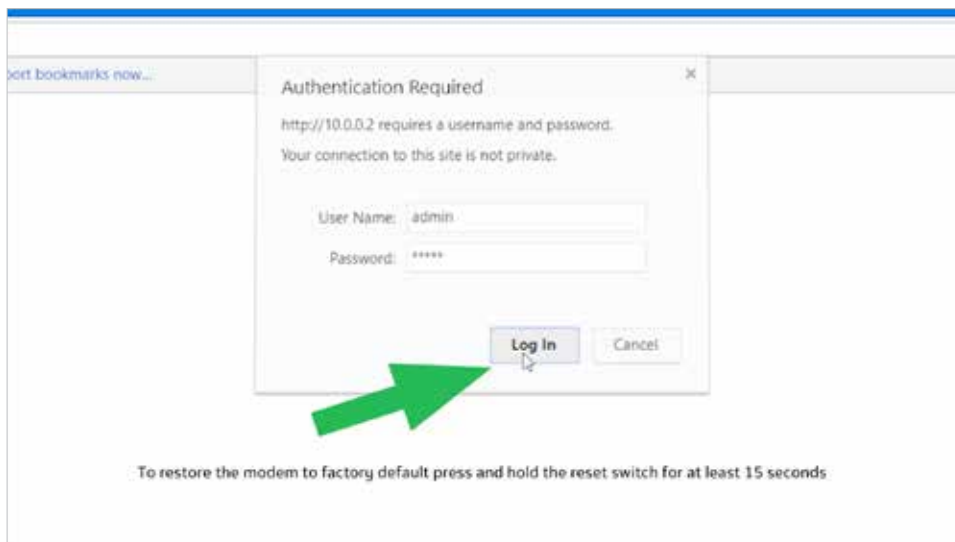 port bookmarks now...
Authentication Required
×
http://10.0.0.2 requires a username and password.
Your connection to this site is not private.
User Name: admin
Password: *****
Log In Cancel
To restore the modem to factory default press and hold the reset switch for at least 15 seconds